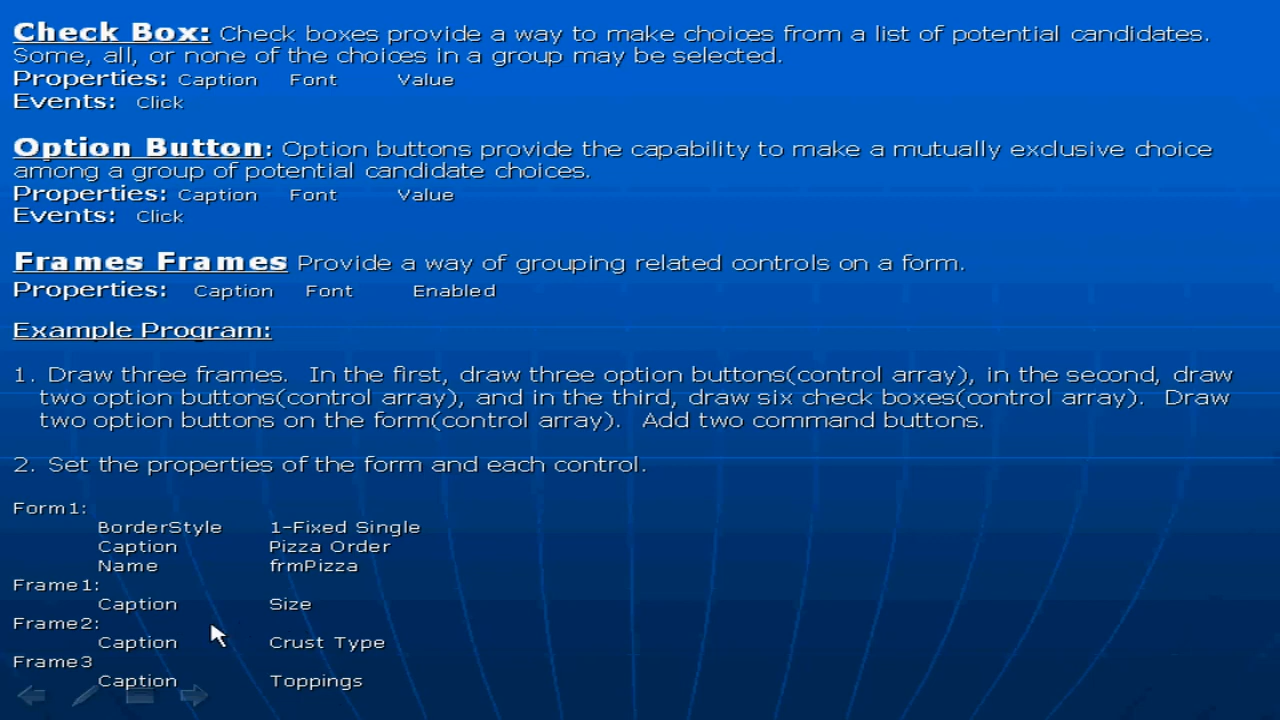 Check Box: Check boxes provide a way to make choices from a list of potential candidates.
Some, all, or none of the choices in a group may be selected.
Properties: Caption Font Value
Events: Click
Option Button: Option buttons provide the capability to make a mutually exclusive choice
among a group of potential candidate choices.
Properties: Caption Font Value
Events: Click
Frames Frames Provide a way of grouping related controls on a form.
Properties: Caption Font Enabled
Example Program:
1. Draw three frames. In the first, draw three option buttons(control array), in the second, draw
two option buttons(control array), and in the third, draw six check boxes(control array). Draw
two option buttons on the form(control array). Add two command buttons.
2. Set the properties of the form and each control.
Form1:
BorderStyle 1-Fixed Single
Caption Pizza Order
Name frmPizza
Frame1:
Caption Size
Frame2:
Caption Crust Type
Frame3
Caption Toppings